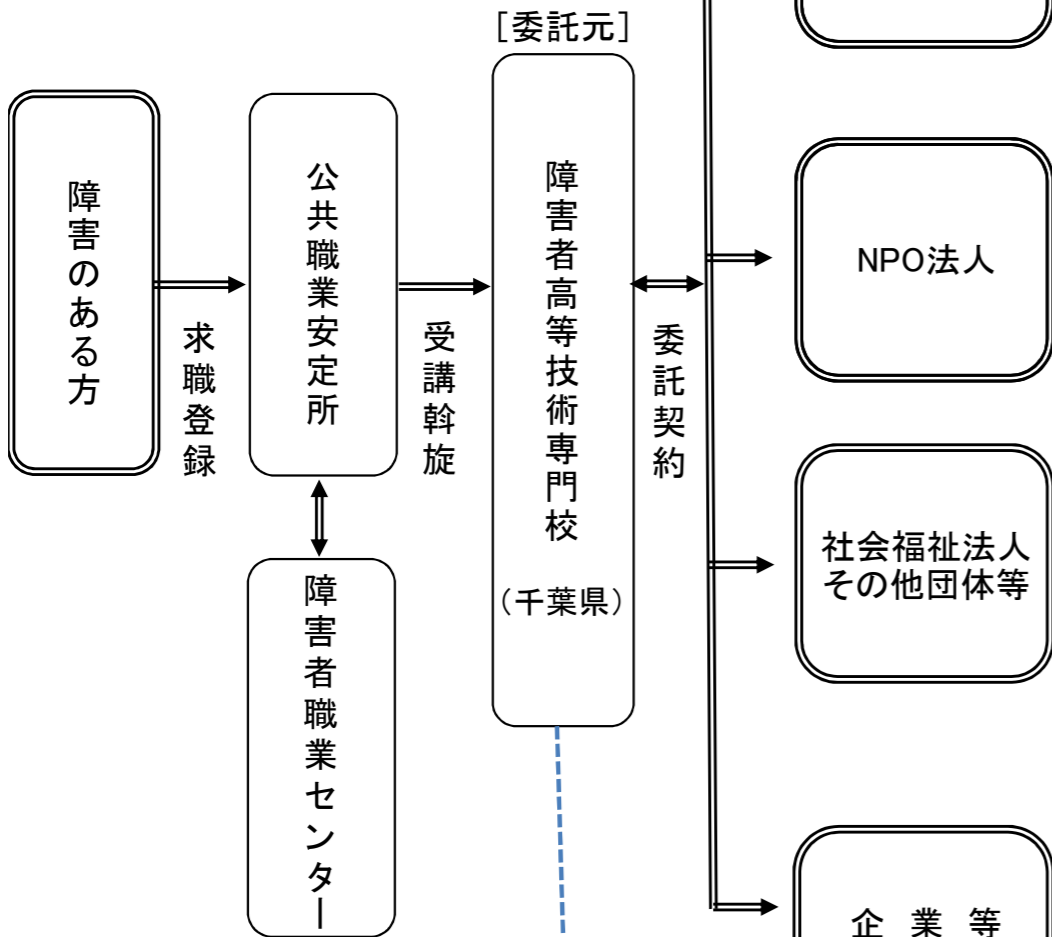 ［委託元］
障害のある方
求職登録
公共職業安定所
受講斡旋
障害者高等技術専門校
（千葉県）
委託契約
障害者職業センター
NPO法人
社会福祉法人
その他団体等
企　業　等